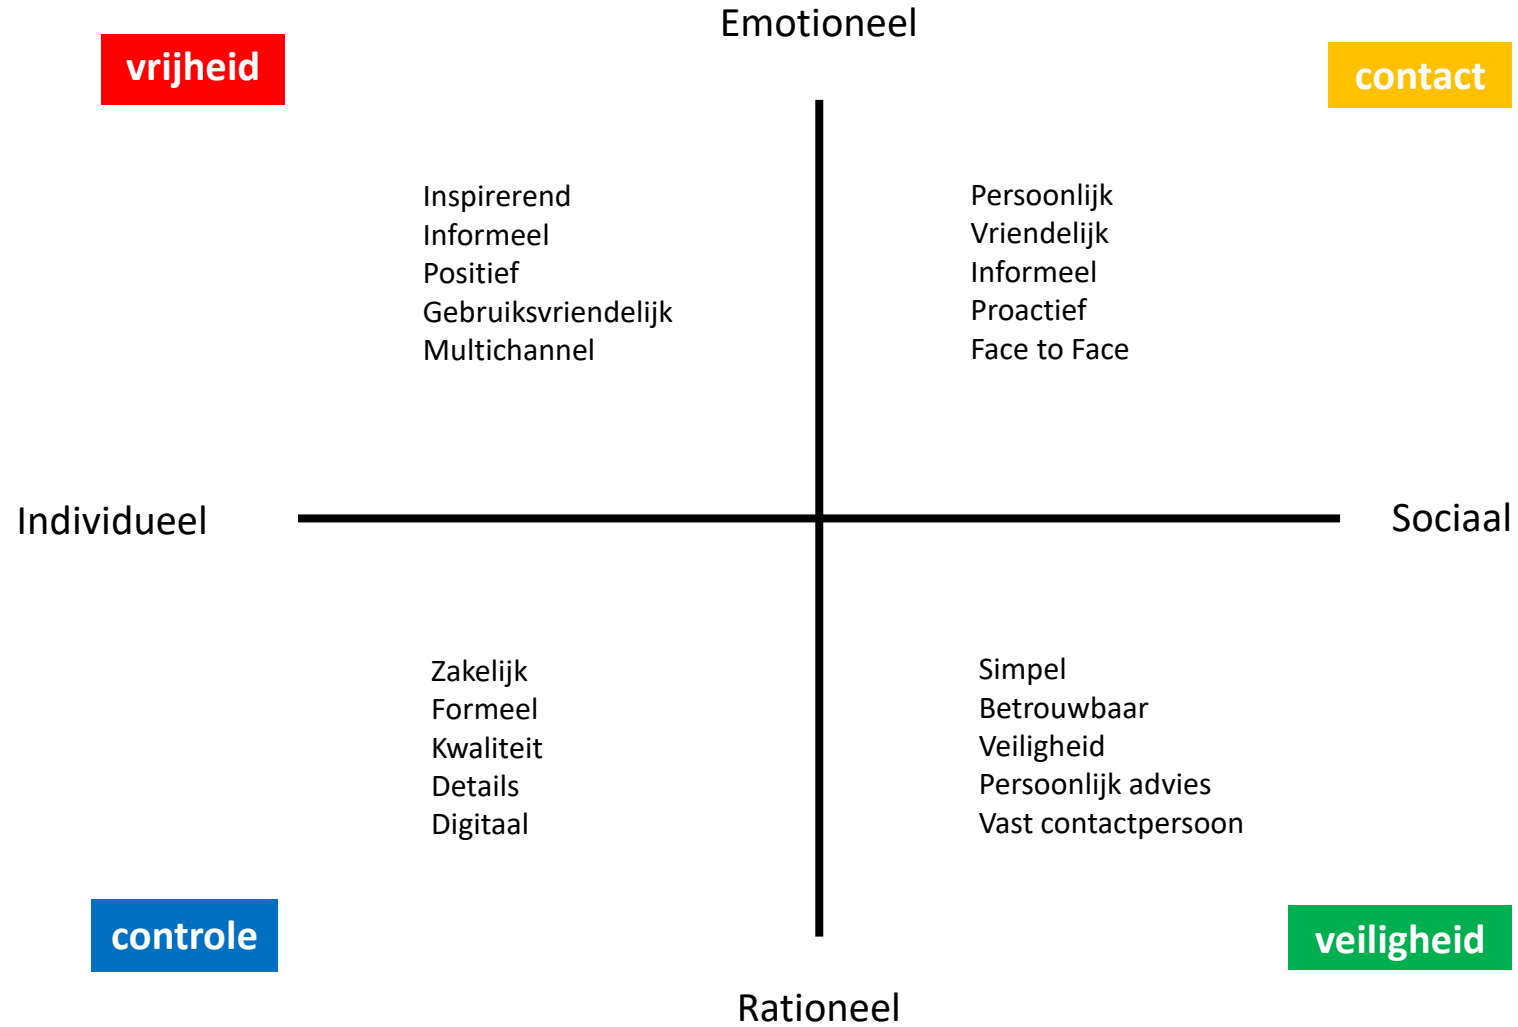 Emotioneel
vrijheid
contact
Inspirerend
Informeel
Positief
Gebruiksvriendelijk
Multichannel
Persoonlijk
Vriendelijk
Informeel
Proactief
Face to Face
Individueel
Sociaal
Zakelijk
Formeel
Kwaliteit
Details
Digitaal
Simpel
Betrouwbaar
Veiligheid
Persoonlijk advies
Vast contactpersoon
controle
veiligheid
Rationeel